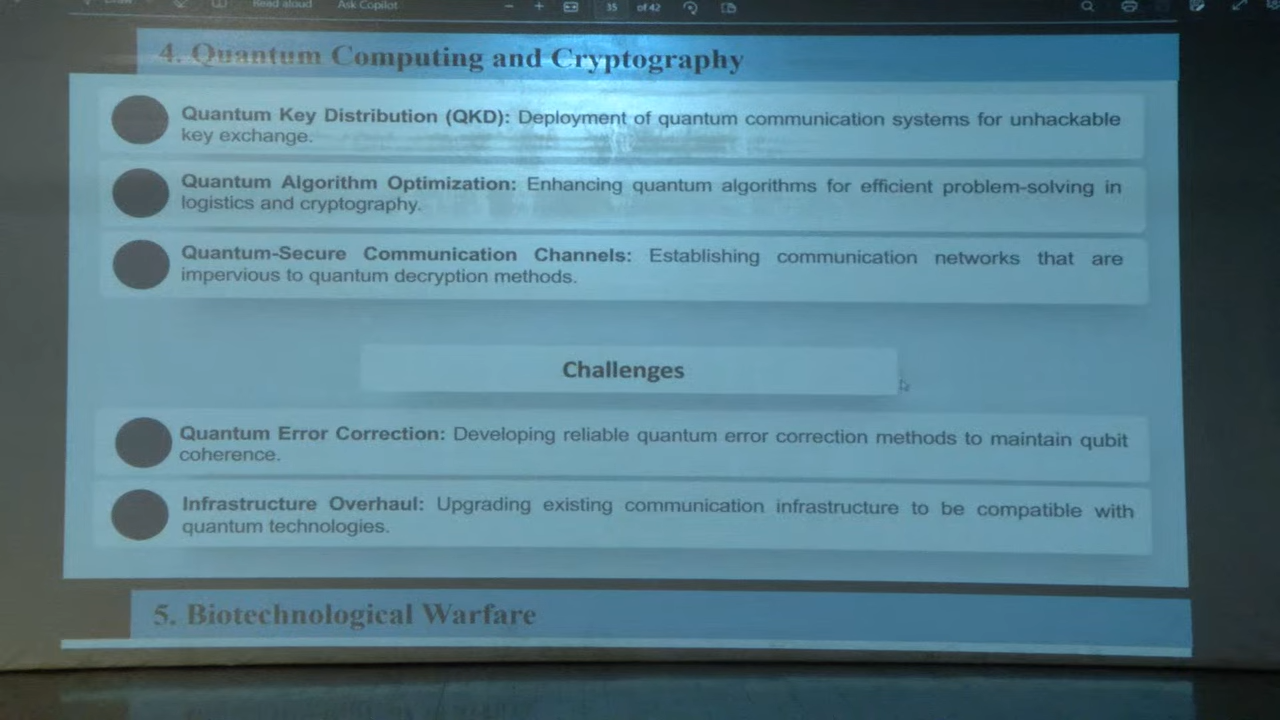 Read aloud Ask Copilot 35 of 42
4. Quantum Computing and Cryptography
Quantum Key Distribution (QKD): Deployment of quantum communication systems for unhackable
key exchange.
Quantum Algorithm Optimization: Enhancing quantum algorithms for efficient problem-solving in
logistics and cryptography.
Quantum-Secure Communication Channels: Establishing communication networks that are
impervious to quantum decryption methods.
Challenges
Quantum Error Correction: Developing reliable quantum error correction methods to maintain qubit
coherence.
Infrastructure Overhaul: Upgrading existing communication infrastructure to be compatible with
quantum technologies.
5. Biotechnological Warfare